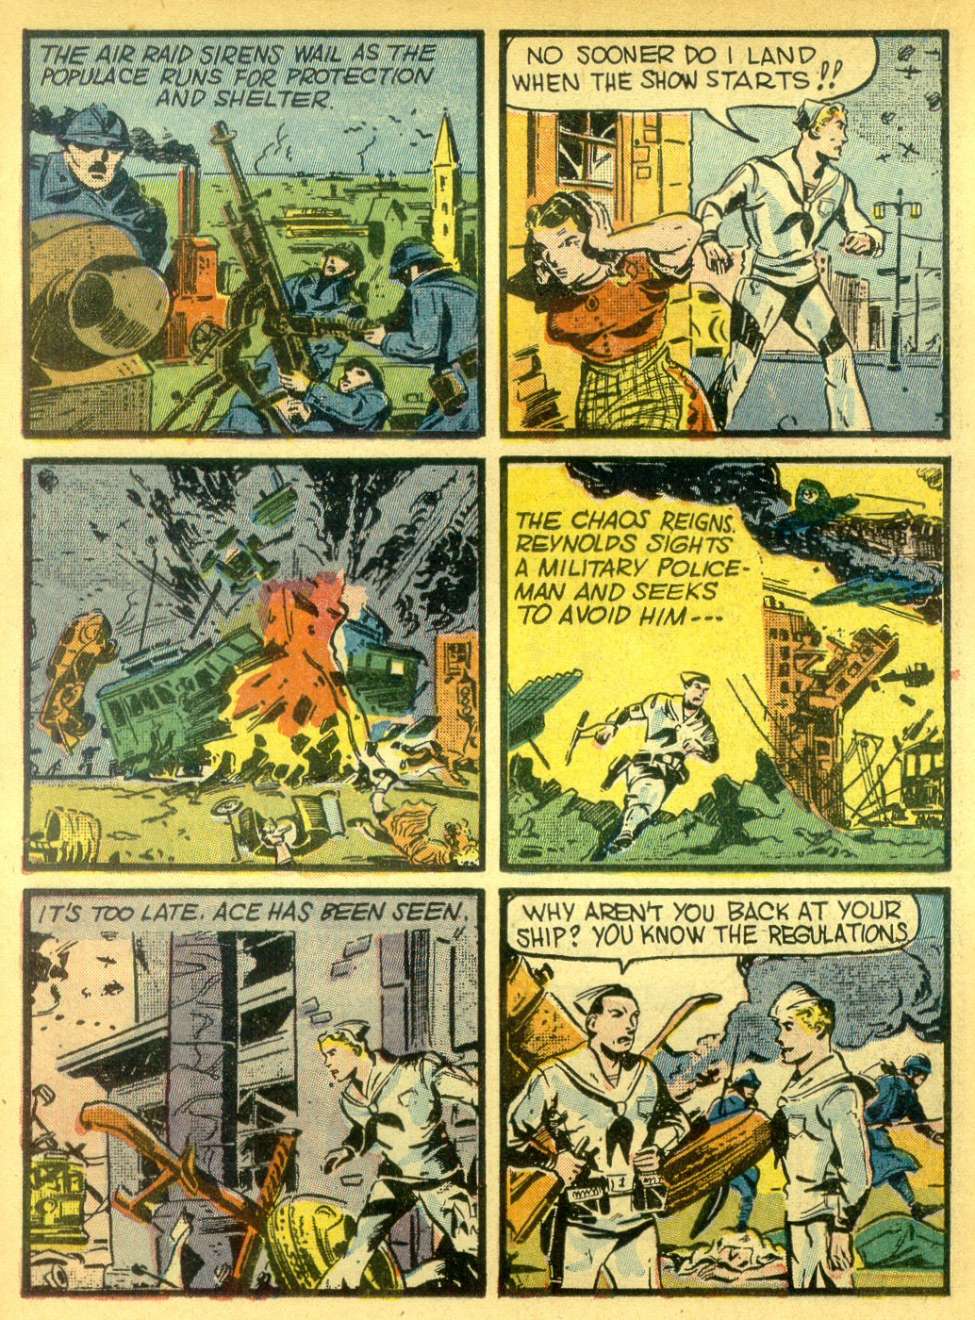 THE AIR RAID SIRENS WAIL AS THE
POPULACE RUNS FOR PROTECTION
AND SHELTER.
NO SOONER DO I LAND
WHEN THE SHOW STARTS!!
THE CHAOS REIGNS.
REYNOLDS SIGHTS
A MILITARY POLICE-
MAN AND SEEKS
TO AVOID HIM---
IT'S TOO LATE. ACE HAS BEEN SEEN.
WHY AREN'T YOU BACK AT YOUR
SHIP? YOU KNOW THE REGULATIONS